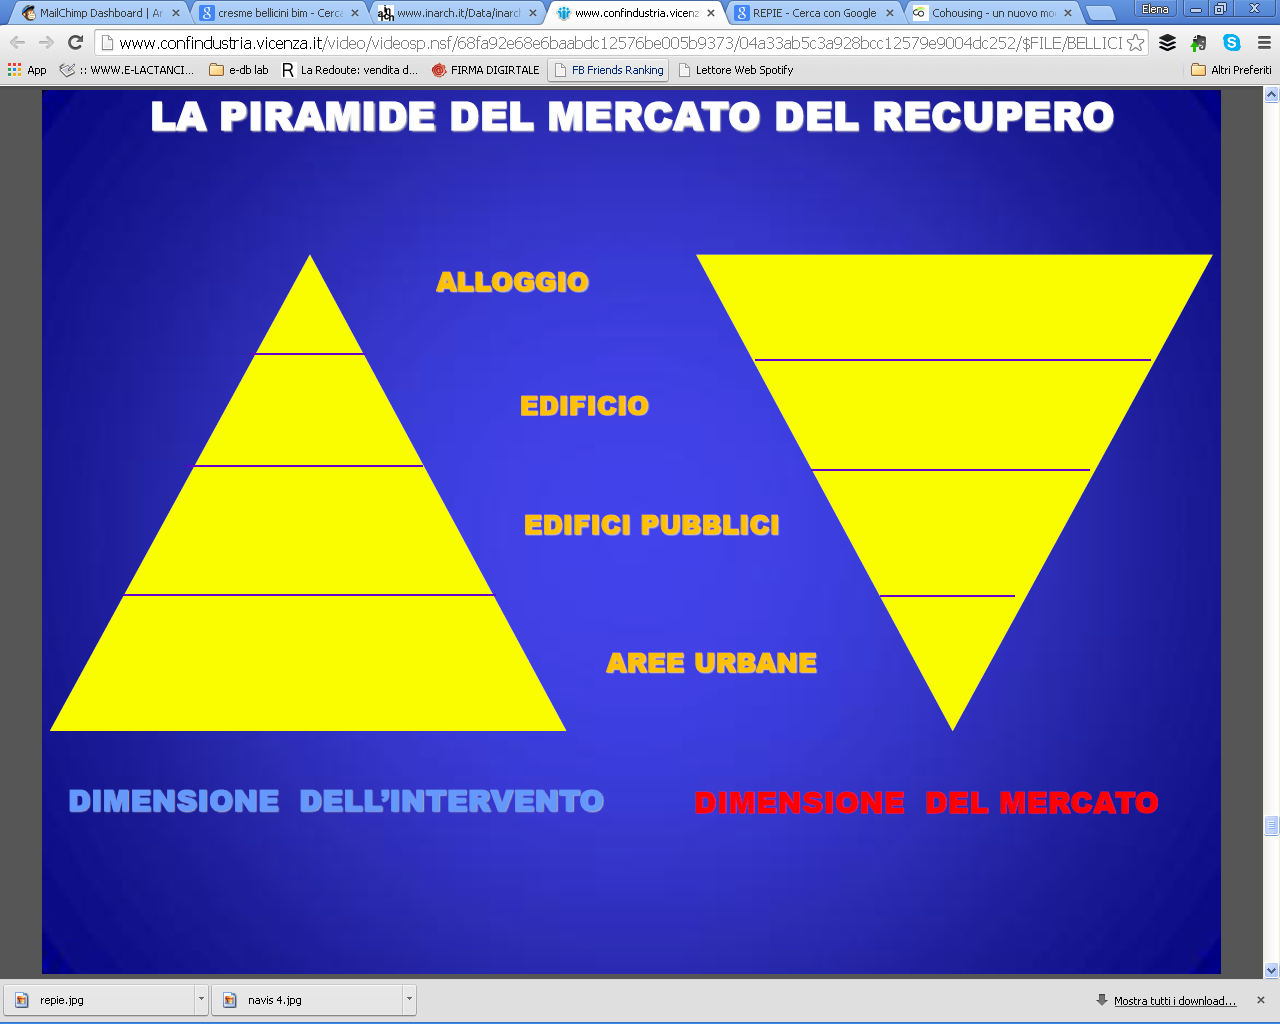 MailChimp Dashboard | Ar
cresme bellicini bim - Cerca
www.inarch.it/Data/inarch
www.confindustria.vicenz
REPIE - Cerca con Google
Cohousing - un nuovo mo
Elena
www.confindustria.vicenza.it/video/videosp.nsf/68fa92e68e6baabdc12576be005b9373/04a33ab5c3a928bcc12579e9004dc252/$FILE/BELLICI
App
:: WWW.E-LACTANCI...
e-db lab
R La Redoute: vendita d...
FIRMA DIGIRTALE
FB Friends Ranking
Lettore Web Spotify
Altri Preferiti
LA PIRAMIDE DEL MERCATO DEL RECUPERO
ALLOGGIO
EDIFICIO
EDIFICI PUBBLICI
AREE URBANE
DIMENSIONE DELL'INTERVENTO
DIMENSIONE DEL MERCATO
repie.jpg
navis 4.jpg
Mostra tutti i download...